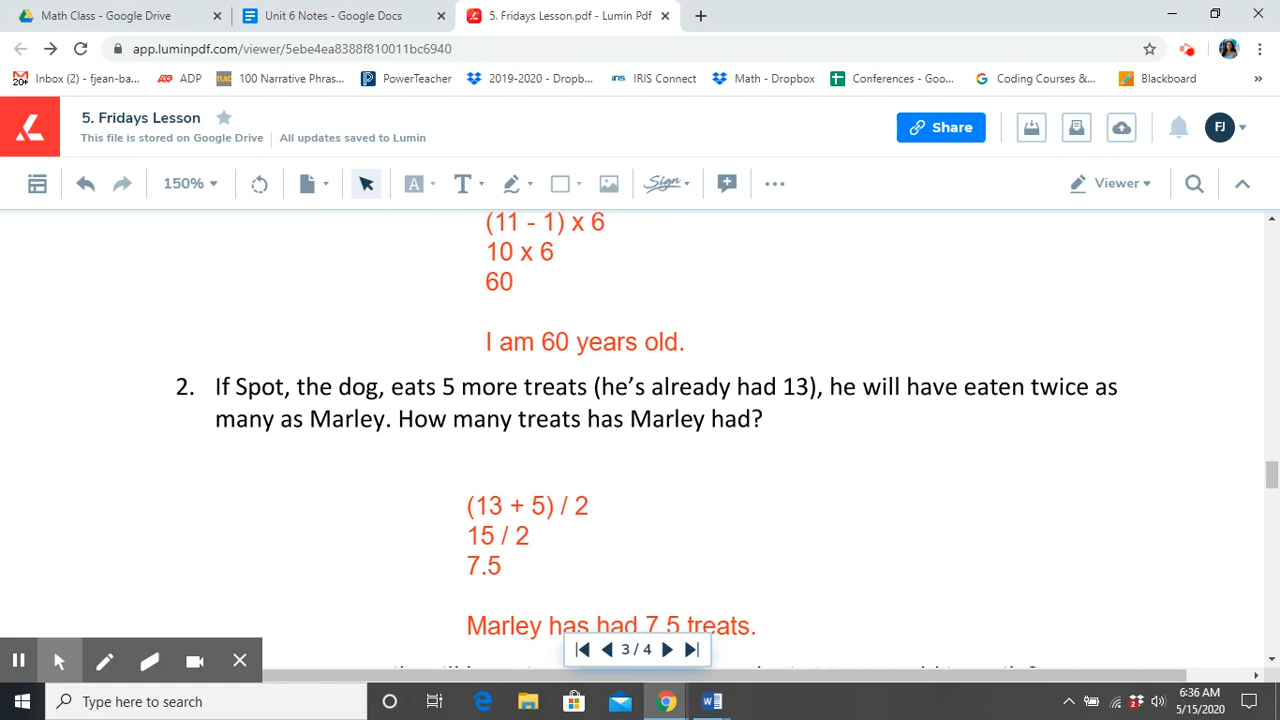 Math Class - Google Drive
Unit 6 Notes - Google Docs
5. Fridays Lesson.pdf - Lumin Pdf
app.luminpdf.com/viewer/5ebe4ea8388f810011bc6940
20+
Inbox (2) - fjean-ba...
ADP
100 Narrative Phras...
PowerTeacher
2019-2020 - Dropb...
IRIS Connect
Math - Dropbox
Conferences - Goo...
Coding Courses &...
Blackboard
»
5. Fridays Lesson
This file is stored on Google Drive
All updates saved to Lumin
Share
FJ
150%
A
T
Sign
Viewer
(11 - 1) x 6
10 x 6
60
I am 60 years old.
2. If Spot, the dog, eats 5 more treats (he's already had 13), he will have eaten twice as
many as Marley. How many treats has Marley had?
(13 + 5) / 2
15 / 2
7.5
Marley has had 7.5 treats.
3 / 4
Type here to search
6:36 AM
5/15/2020